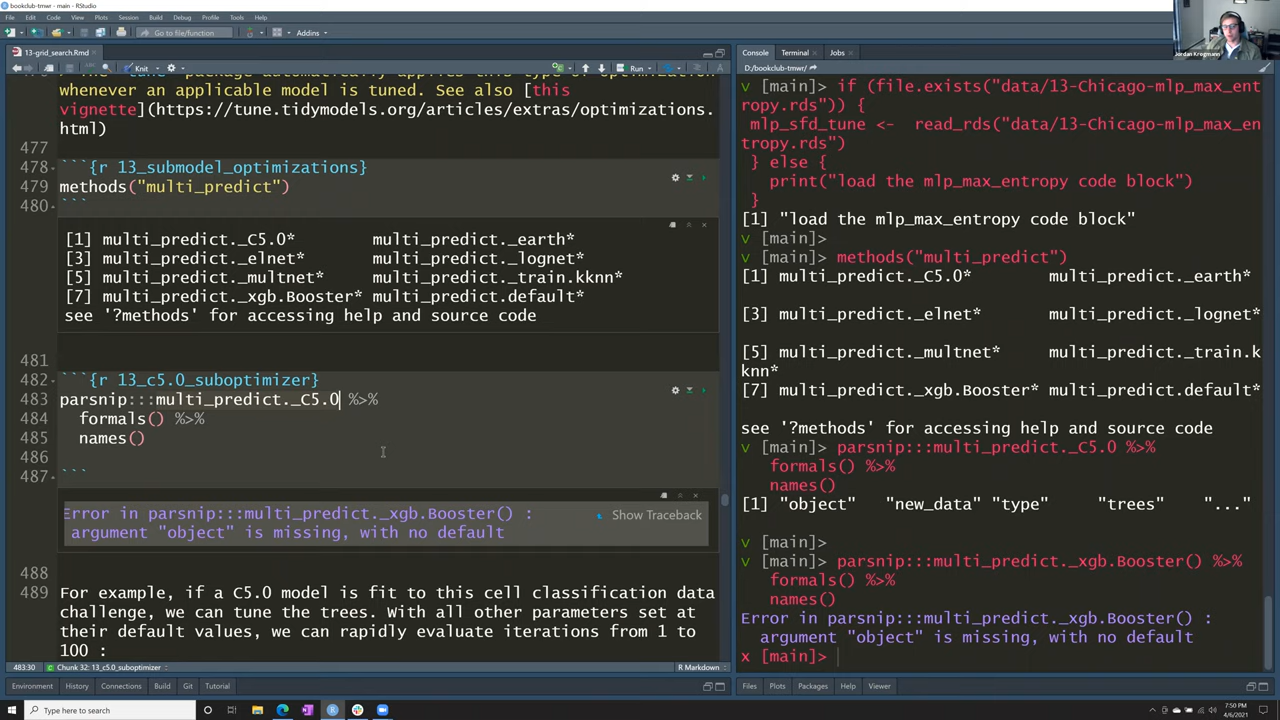 bookclub-tmwr - main - RStudio
File Edit Code View Plots Session Build Debug Profile Tools Help
Go to file/function Addins
Jordan Krogmann
13-grid_search.Rmd
Knit Run
whenever an applicable model is tuned. See also [this
vignette](https://tune.tidymodels.org/articles/extras/optimizations.
html)
477
478 ```{r 13_submodel_optimizations}
479 methods("multi_predict")
480 ```
[1] multi_predict._C5.0* multi_predict._earth*
[3] multi_predict._elnet* multi_predict._lognet*
[5] multi_predict._multnet* multi_predict._train.kknn*
[7] multi_predict._xgb.Booster* multi_predict.default*
see '?methods' for accessing help and source code
481
482 ```{r 13_c5.0_suboptimizer}
483 parsnip:::multi_predict._C5.0 %>%
484 formals() %>%
485 names()
486
487 ```
Error in parsnip:::multi_predict._xgb.Booster() :
argument "object" is missing, with no default
Show Traceback
488
489 For example, if a C5.0 model is fit to this cell classification data
challenge, we can tune the trees. With all other parameters set at
their default values, we can rapidly evaluate iterations from 1 to
100 :
483:30 Chunk 32: 13_c5.0_suboptimizer R Markdown
Environment History Connections Build Git Tutorial
Console Terminal Jobs
D:/bookclub-tmwr/
v [main]> if (file.exists("data/13-Chicago-mlp_max_ent
ropy.rds")) {
mlp_sfd_tune <- read_rds("data/13-Chicago-mlp_max_en
tropy.rds")
} else {
print("load the mlp_max_entropy code block")
}
[1] "load the mlp_max_entropy code block"
v [main]>
v [main]> methods("multi_predict")
[1] multi_predict._C5.0* multi_predict._earth*
[3] multi_predict._elnet* multi_predict._lognet*
[5] multi_predict._multnet* multi_predict._train.k
knn*
[7] multi_predict._xgb.Booster* multi_predict.default*
see '?methods' for accessing help and source code
v [main]> parsnip:::multi_predict._C5.0 %>%
formals() %>%
names()
[1] "object" "new_data" "type" "trees" "..."
v [main]>
v [main]> parsnip:::multi_predict._xgb.Booster() %>%
formals() %>%
names()
Error in parsnip:::multi_predict._xgb.Booster() :
argument "object" is missing, with no default
x [main]>
Files Plots Packages Help Viewer
Type here to search
7:50 PM
4/6/2021